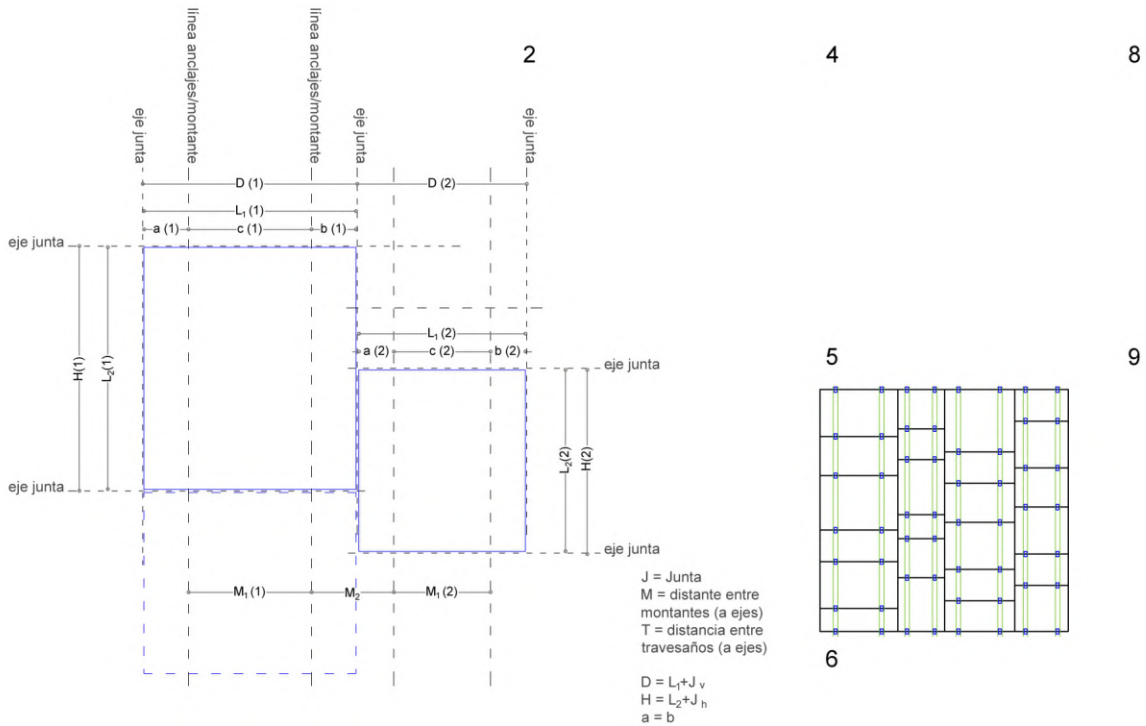 línea anclajes/montante
línea anclajes/montante
2
4
8
eje junta
eje junta
eje junta
D (1)
D (2)
L₁ (1)
a (1)
c (1)
b (1)
eje junta
L₁ (2)
a (2)
c (2)
b (2)
5
9
eje junta
H(1)
L₂(1)
L₂(2)
H(2)
eje junta
eje junta
M₁ (1)
M₂
M₁ (2)
J = Junta
M = distante entre
montantes (a ejes)
T = distancia entre
travesaños (a ejes)
6
D = L₁+J ᵥ
H = L₂+J ₕ
a = b